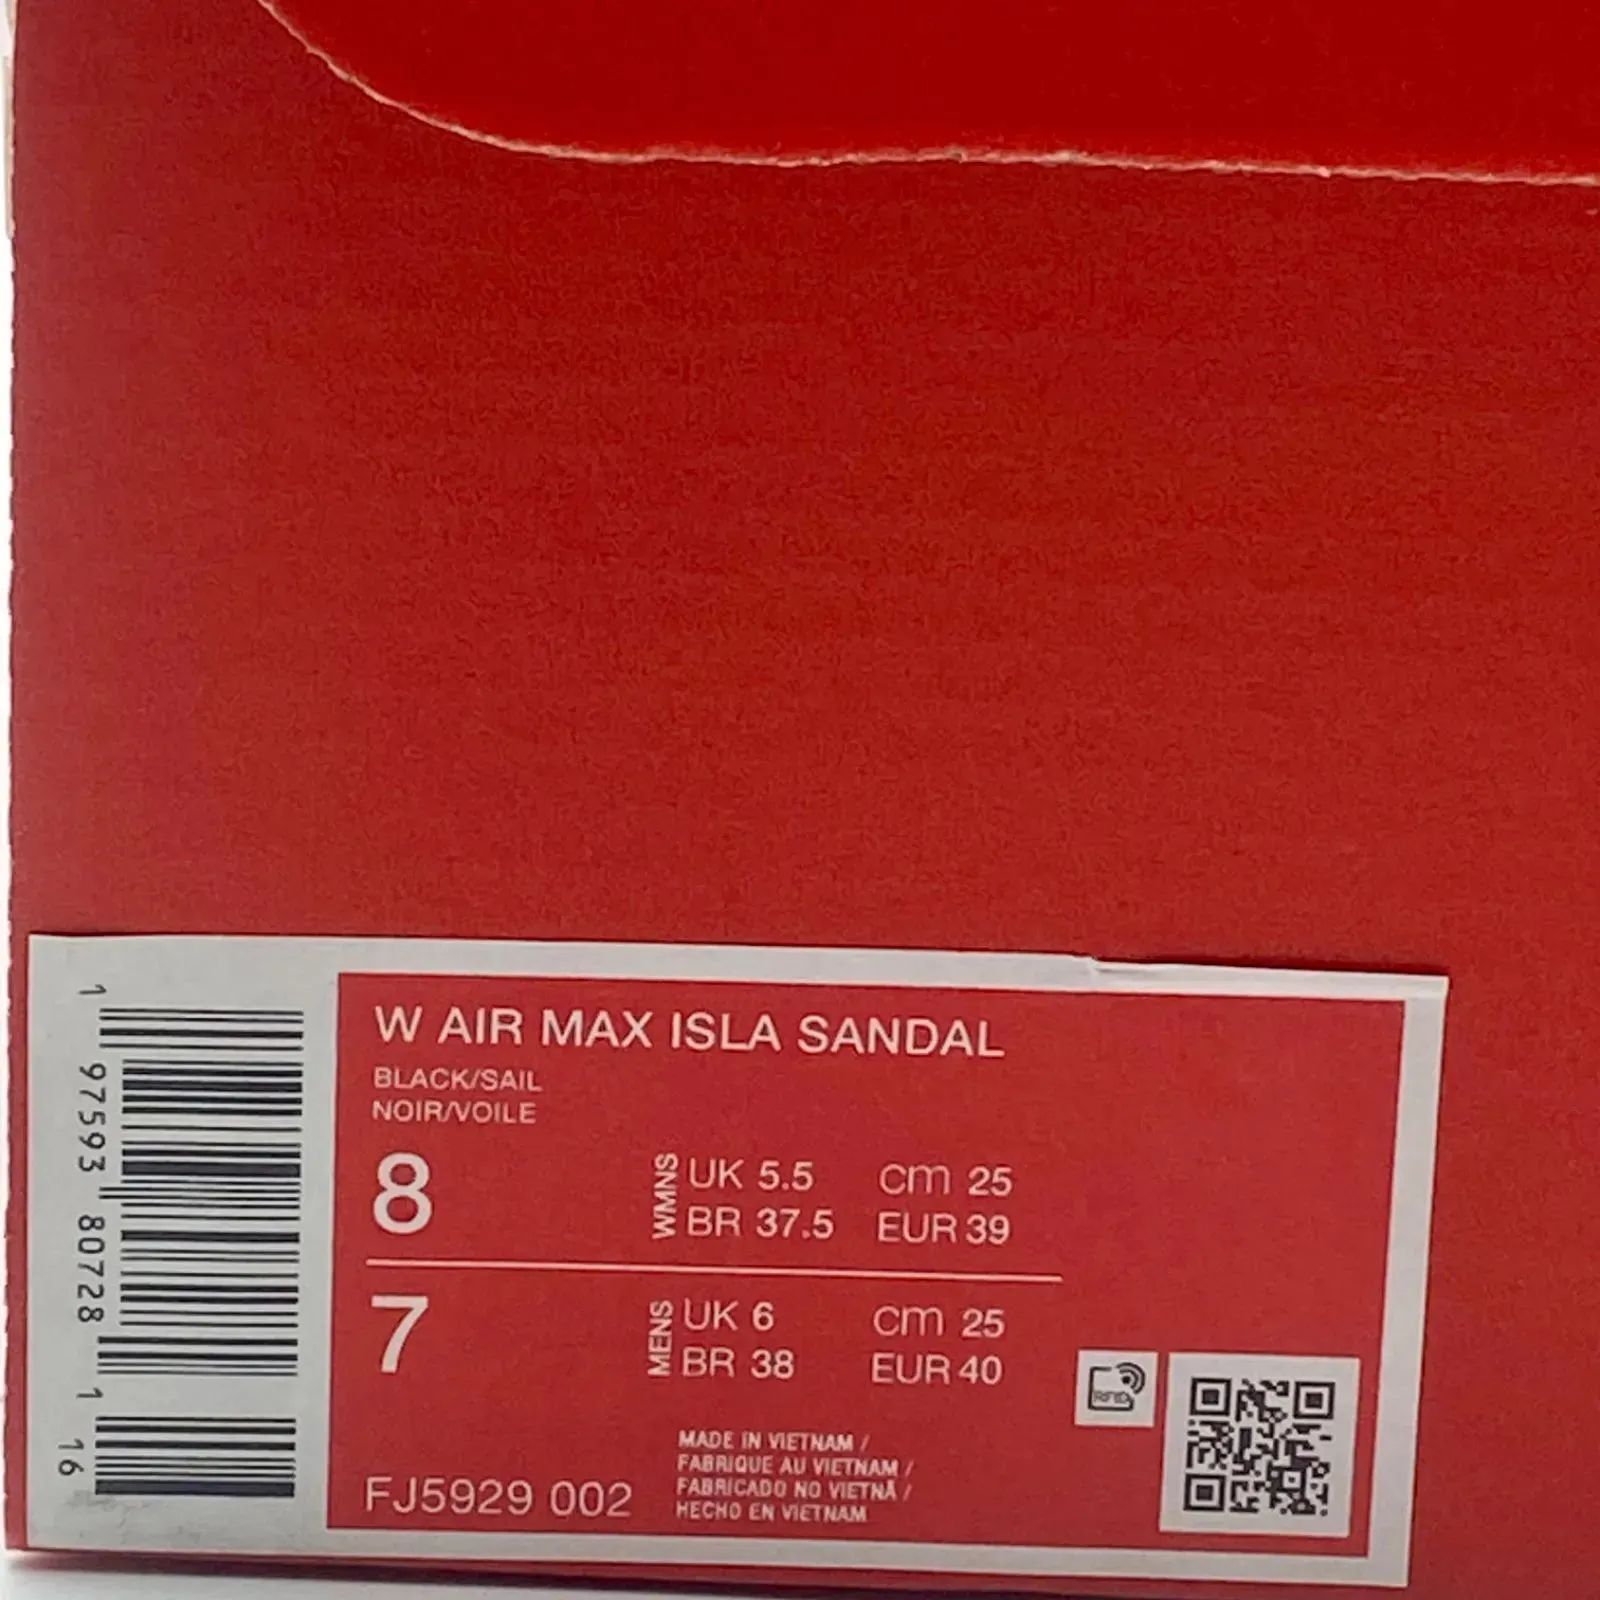 W AIR MAX ISLA SANDAL
BLACK/SAIL
NOIR/VOILE
8 WMNS UK 5.5 cm 25
BR 37.5 EUR 39
7 MENS UK 6 cm 25
BR 38 EUR 40
MADE IN VIETNAM /
FABRIQUE AU VIETNAM /
FABRICADO NO VIETNÃ /
HECHO EN VIETNAM
FJ5929 002
RFID
1 97593 80728 1 16